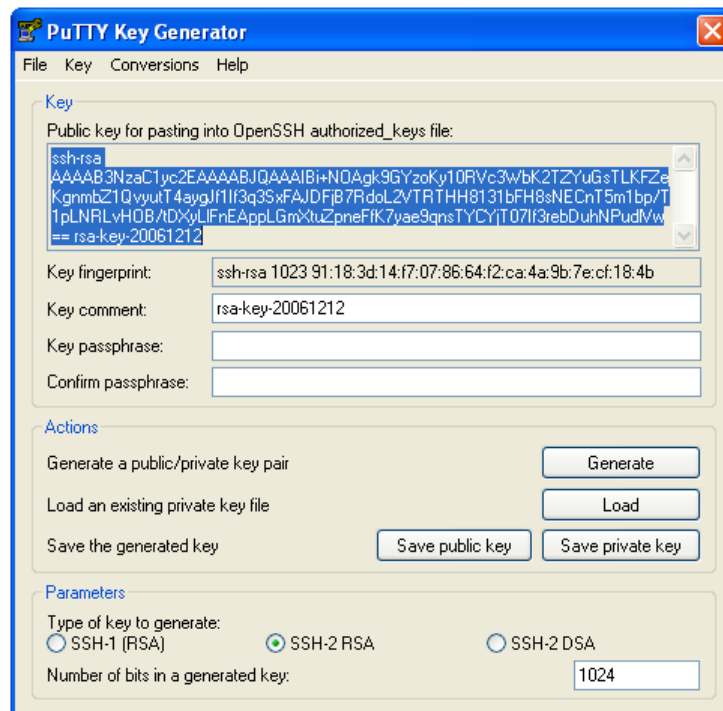 PuTTY Key Generator
File Key Conversions Help
Key
Public key for pasting into OpenSSH authorized_keys file:
ssh-rsa
AAAAB3NzaC1yc2EAAAABJQAAAIBi+NOAgk9GYzoKy10RVc3WbK2TZYuGsTLKFZe
KgnmbZ1QvyutT4aygJf1If3q3SxFAJDFjB7RdoL2VTRTHH8131bFH8sNECnT5m1bp/T
1pLNRLvHOB/tDXyLIFnEAppLGmXtuZpneFfK7yae9qnsTYCYjT07If3rebDuhNPudMw
== rsa-key-20061212
Key fingerprint: ssh-rsa 1023 91:18:3d:14:f7:07:86:64:f2:ca:4a:9b:7e:cf:18:4b
Key comment: rsa-key-20061212
Key passphrase:
Confirm passphrase:
Actions
Generate a public/private key pair Generate
Load an existing private key file Load
Save the generated key Save public key Save private key
Parameters
Type of key to generate:
SSH-1 (RSA) SSH-2 RSA SSH-2 DSA
Number of bits in a generated key: 1024